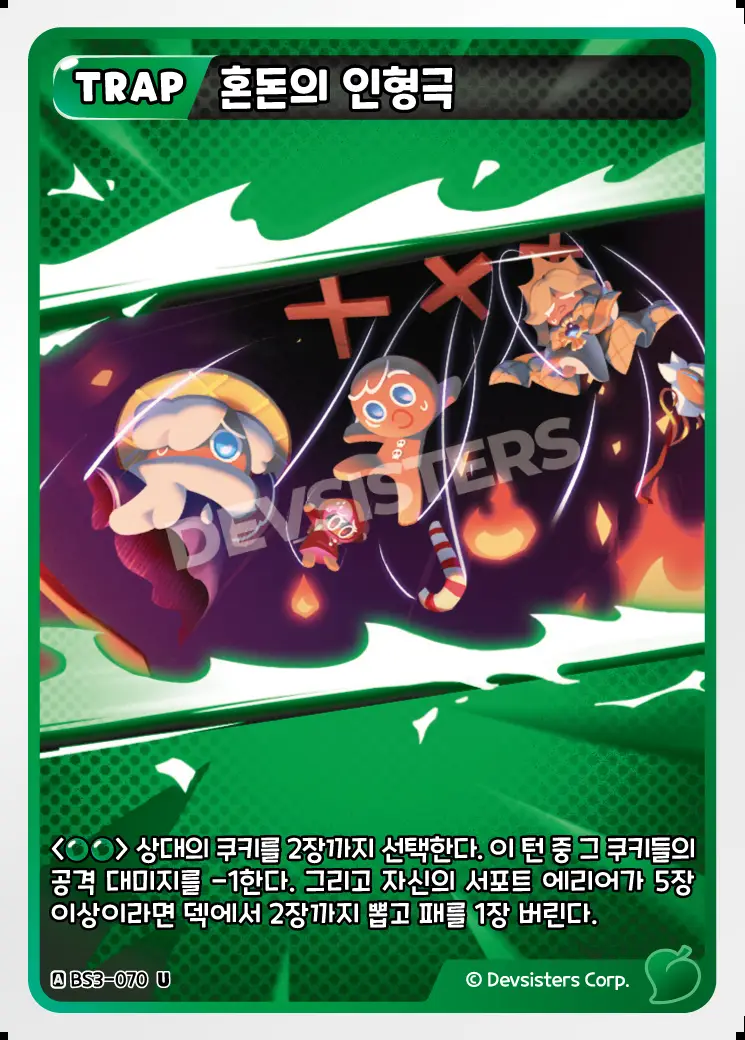 TRAP 혼돈의 인형극
DEVSISTERS
<●●> 상대의 쿠키를 2장까지 선택한다. 이 턴 중 그 쿠키들의
공격 대미지를 -1한다. 그리고 자신의 서포트 에리어가 5장
이상이라면 덱에서 2장까지 뽑고 패를 1장 버린다.
A BS3-070 U
© Devsisters Corp.